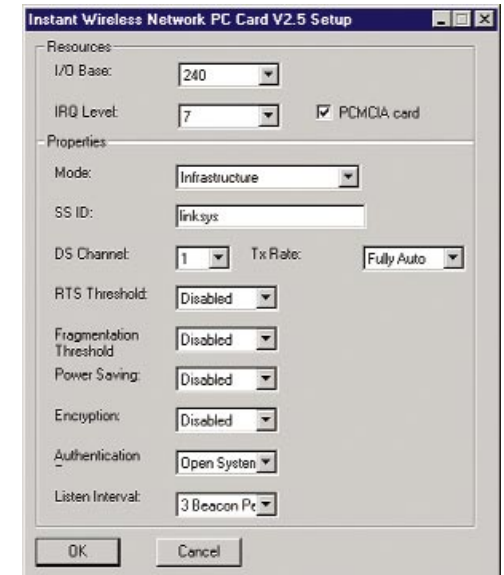 Instant Wireless Network PC Card V2.5 Setup
Resources
I/O Base: 240
IRQ Level: 7 PCMCIA card
Properties
Mode: Infrastructure
SS ID: linksys
DS Channel: 1 Tx Rate: Fully Auto
RTS Threshold: Disabled
Fragmentation
Threshold Disabled
Power Saving: Disabled
Encryption: Disabled
Authentication Open System
Listen Interval: 3 Beacon Pe
OK Cancel